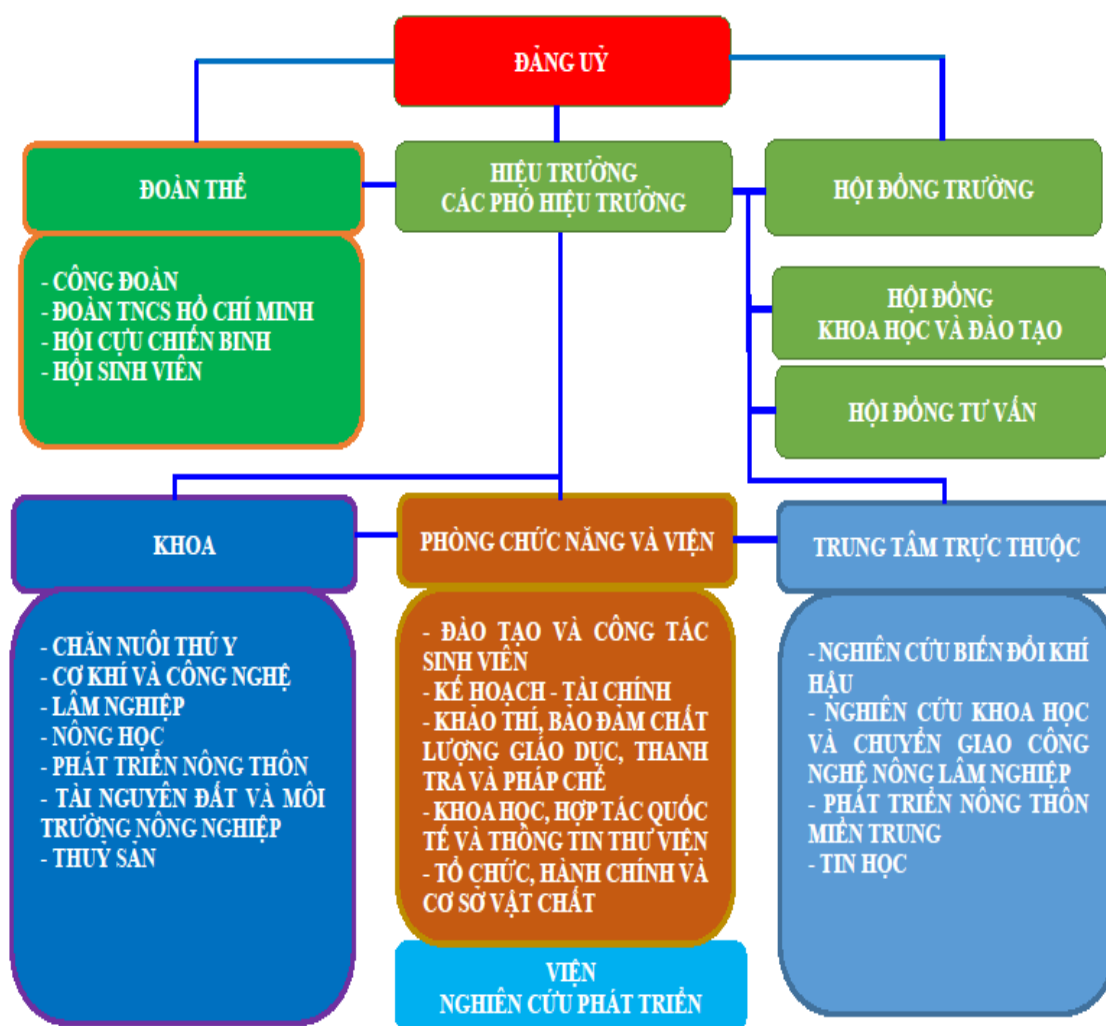 ĐẢNG UỶ
ĐOÀN THỂ
- CÔNG ĐOÀN
- ĐOÀN TNCS HỒ CHÍ MINH
- HỘI CỰU CHIẾN BINH
- HỘI SINH VIÊN
HIỆU TRƯỞNG
CÁC PHÓ HIỆU TRƯỞNG
HỘI ĐỒNG TRƯỜNG
HỘI ĐỒNG
KHOA HỌC VÀ ĐÀO TẠO
HỘI ĐỒNG TƯ VẤN
KHOA
- CHĂN NUÔI THÚ Y
- CƠ KHÍ VÀ CÔNG NGHỆ
- LÂM NGHIỆP
- NÔNG HỌC
- PHÁT TRIỂN NÔNG THÔN
- TÀI NGUYÊN ĐẤT VÀ MÔI
TRƯỜNG NÔNG NGHIỆP
- THUỶ SẢN
PHÒNG CHỨC NĂNG VÀ VIỆN
- ĐÀO TẠO VÀ CÔNG TÁC
SINH VIÊN
- KẾ HOẠCH - TÀI CHÍNH
- KHẢO THÍ, BẢO ĐẢM CHẤT
LƯỢNG GIÁO DỤC, THANH
TRA VÀ PHÁP CHẾ
- KHOA HỌC, HỢP TÁC QUỐC
TẾ VÀ THÔNG TIN THƯ VIỆN
- TỔ CHỨC, HÀNH CHÍNH VÀ
CƠ SỞ VẬT CHẤT
VIỆN
NGHIÊN CỨU PHÁT TRIỂN
TRUNG TÂM TRỰC THUỘC
- NGHIÊN CỨU BIẾN ĐỔI KHÍ
HẬU
- NGHIÊN CỨU KHOA HỌC
VÀ CHUYỂN GIAO CÔNG
NGHỆ NÔNG LÂM NGHIỆP
- PHÁT TRIỂN NÔNG THÔN
MIỀN TRUNG
- TIN HỌC